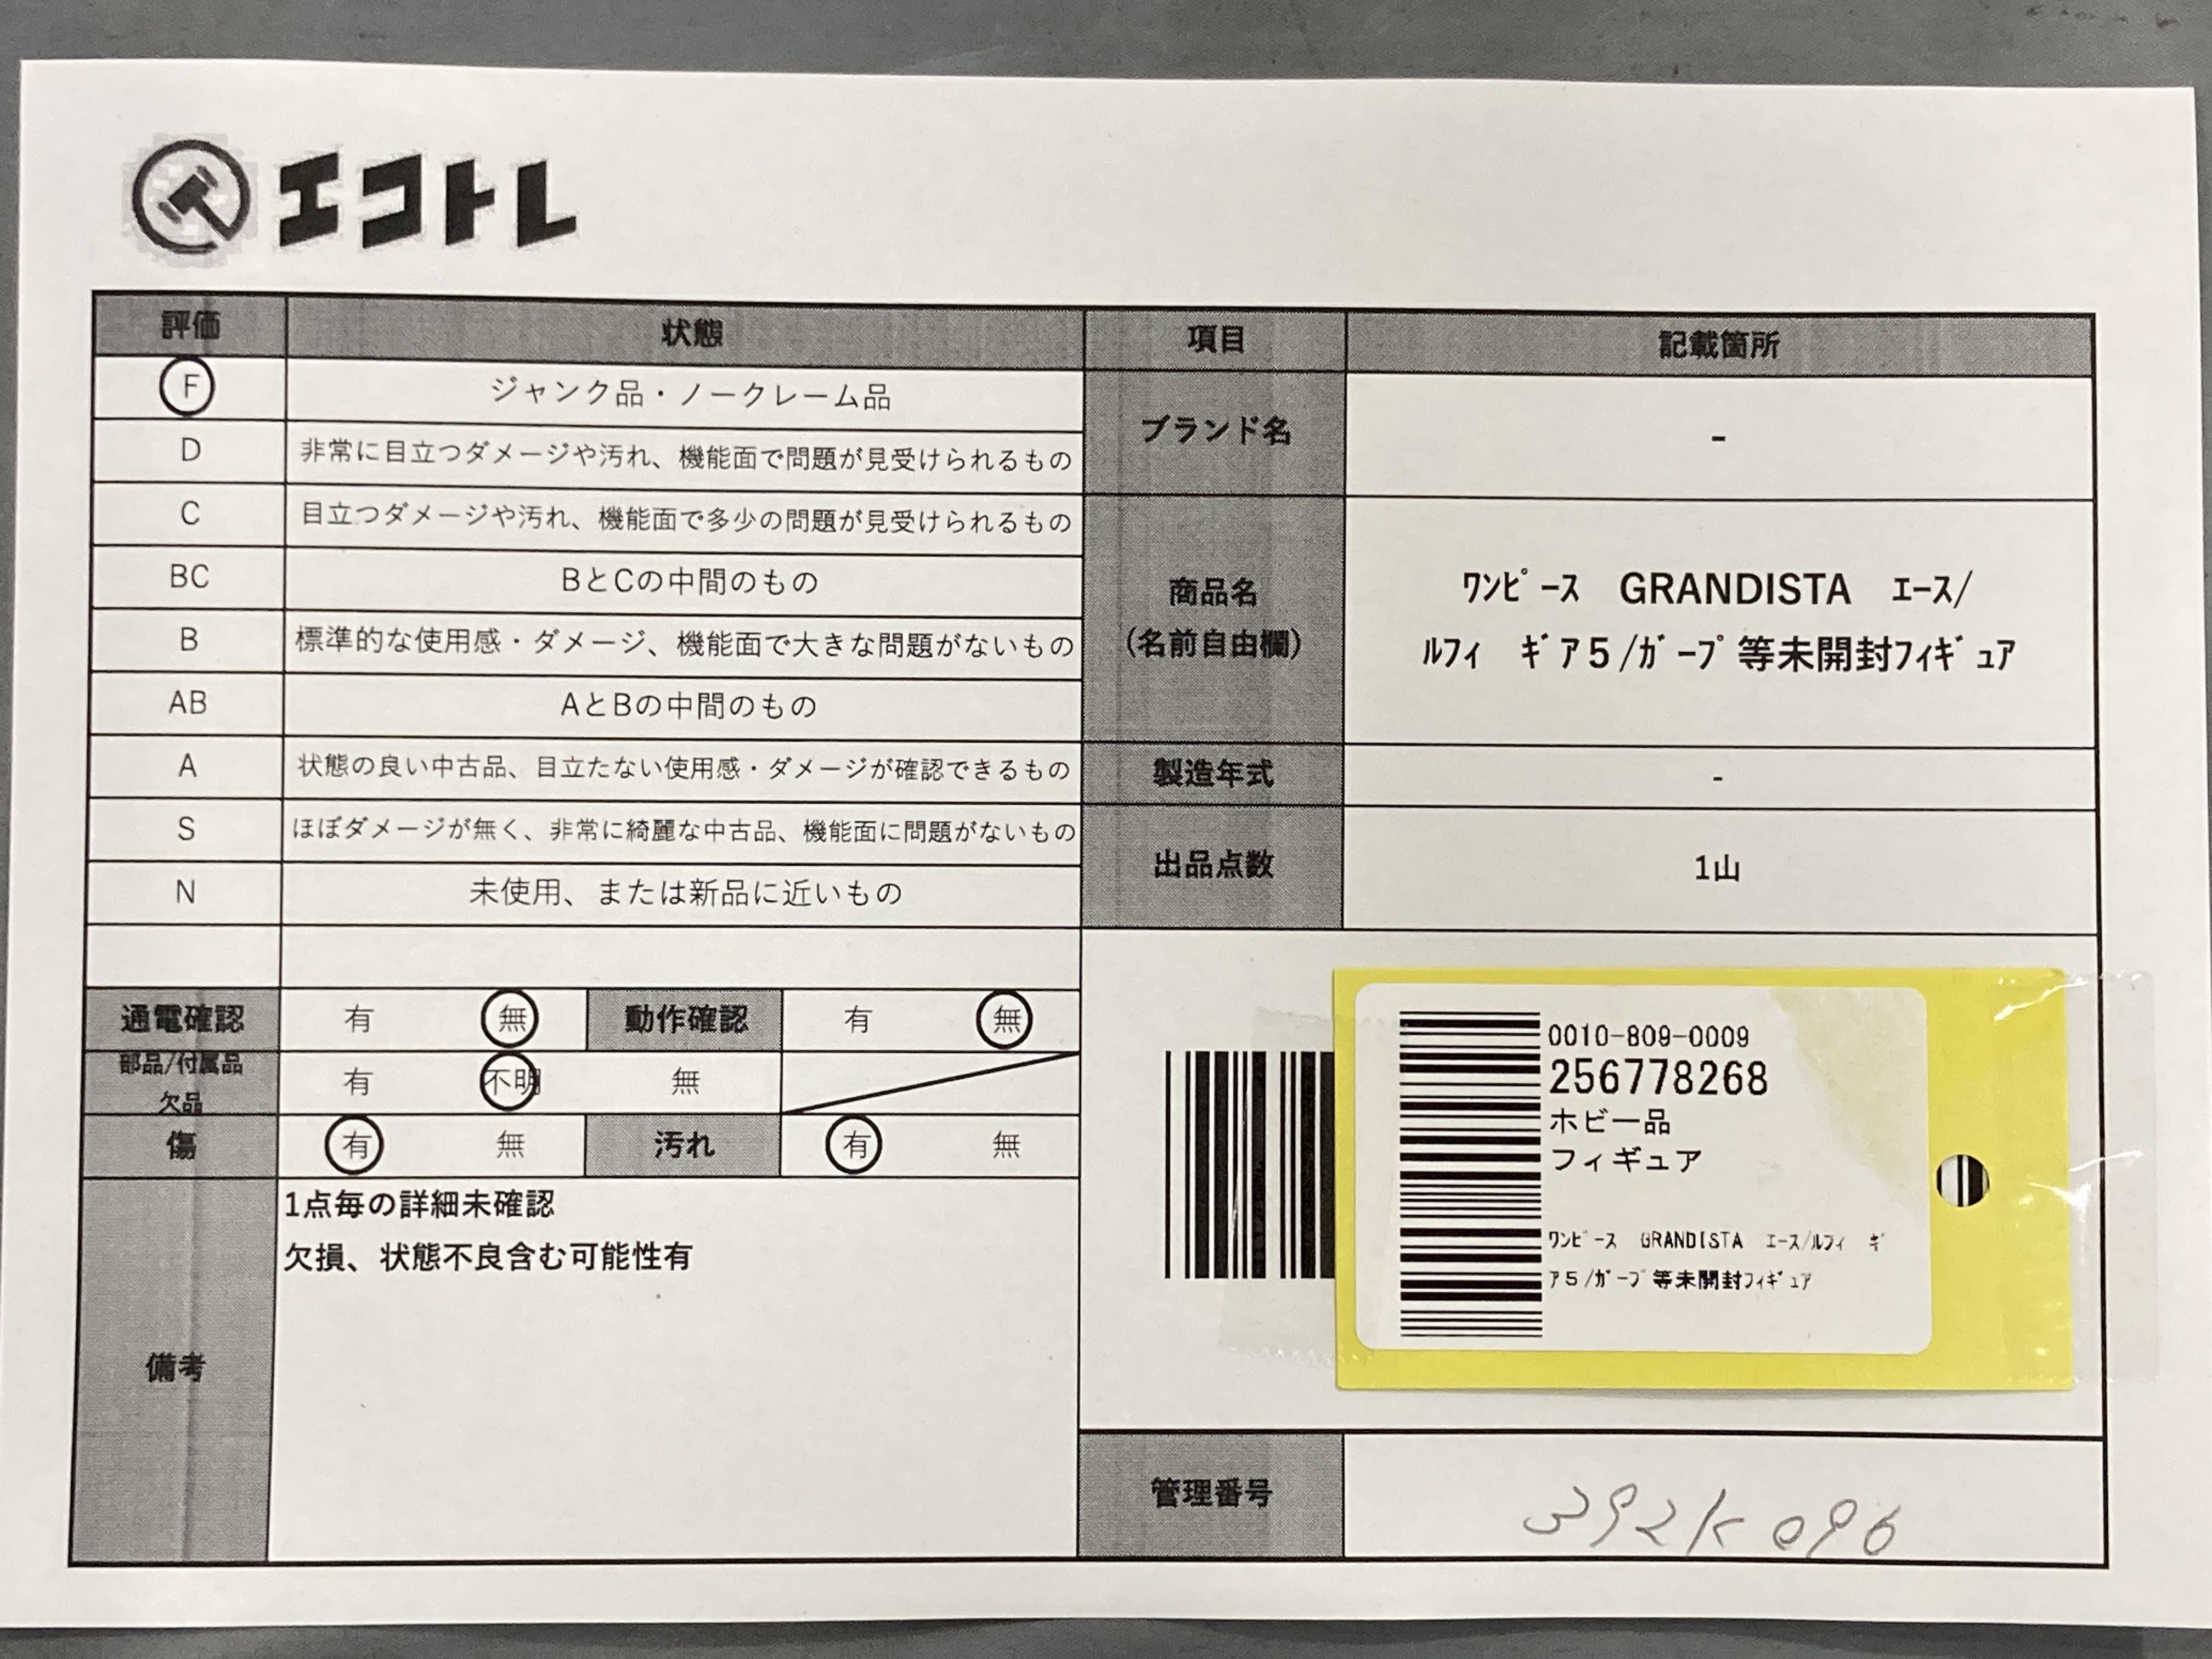 エコトレ
評価 状態 項目 記載箇所
F ジャンク品・ノークレーム品
D 非常に目立つダメージや汚れ、機能面で問題が見受けられるもの
C 目立つダメージや汚れ、機能面で多少の問題が見受けられるもの
BC BとCの中間のもの
B 標準的な使用感・ダメージ、機能面で大きな問題がないもの
AB AとBの中間のもの
A 状態の良い中古品、目立たない使用感・ダメージが確認できるもの
S ほぼダメージが無く、非常に綺麗な中古品、機能面に問題がないもの
N 未使用、または新品に近いもの
ブランド名 -
商品名
(名前自由欄)
ﾜﾝﾋﾟｰｽ　GRANDISTA　ｴｰｽ/
ﾙﾌｨ　ｷﾞｱ５/ｶﾞｰﾌﾟ等未開封ﾌｨｷﾞｭｱ
製造年式 -
出品点数 1山
通電確認 有 無 動作確認 有 無
部品/付属品
欠品
有 不明 無
傷 有 無 汚れ 有 無
備考
1点毎の詳細未確認
欠損、状態不良含む可能性有
0010-809-0009
256778268
ホビー品
フィギュア
ﾜﾝﾋﾟｰｽ　GRANDISTA　ｴｰｽ/ﾙﾌｨ　ｷﾞ
ｱ５/ｶﾞｰﾌﾟ等未開封ﾌｨｷﾞｭｱ
管理番号 392K096